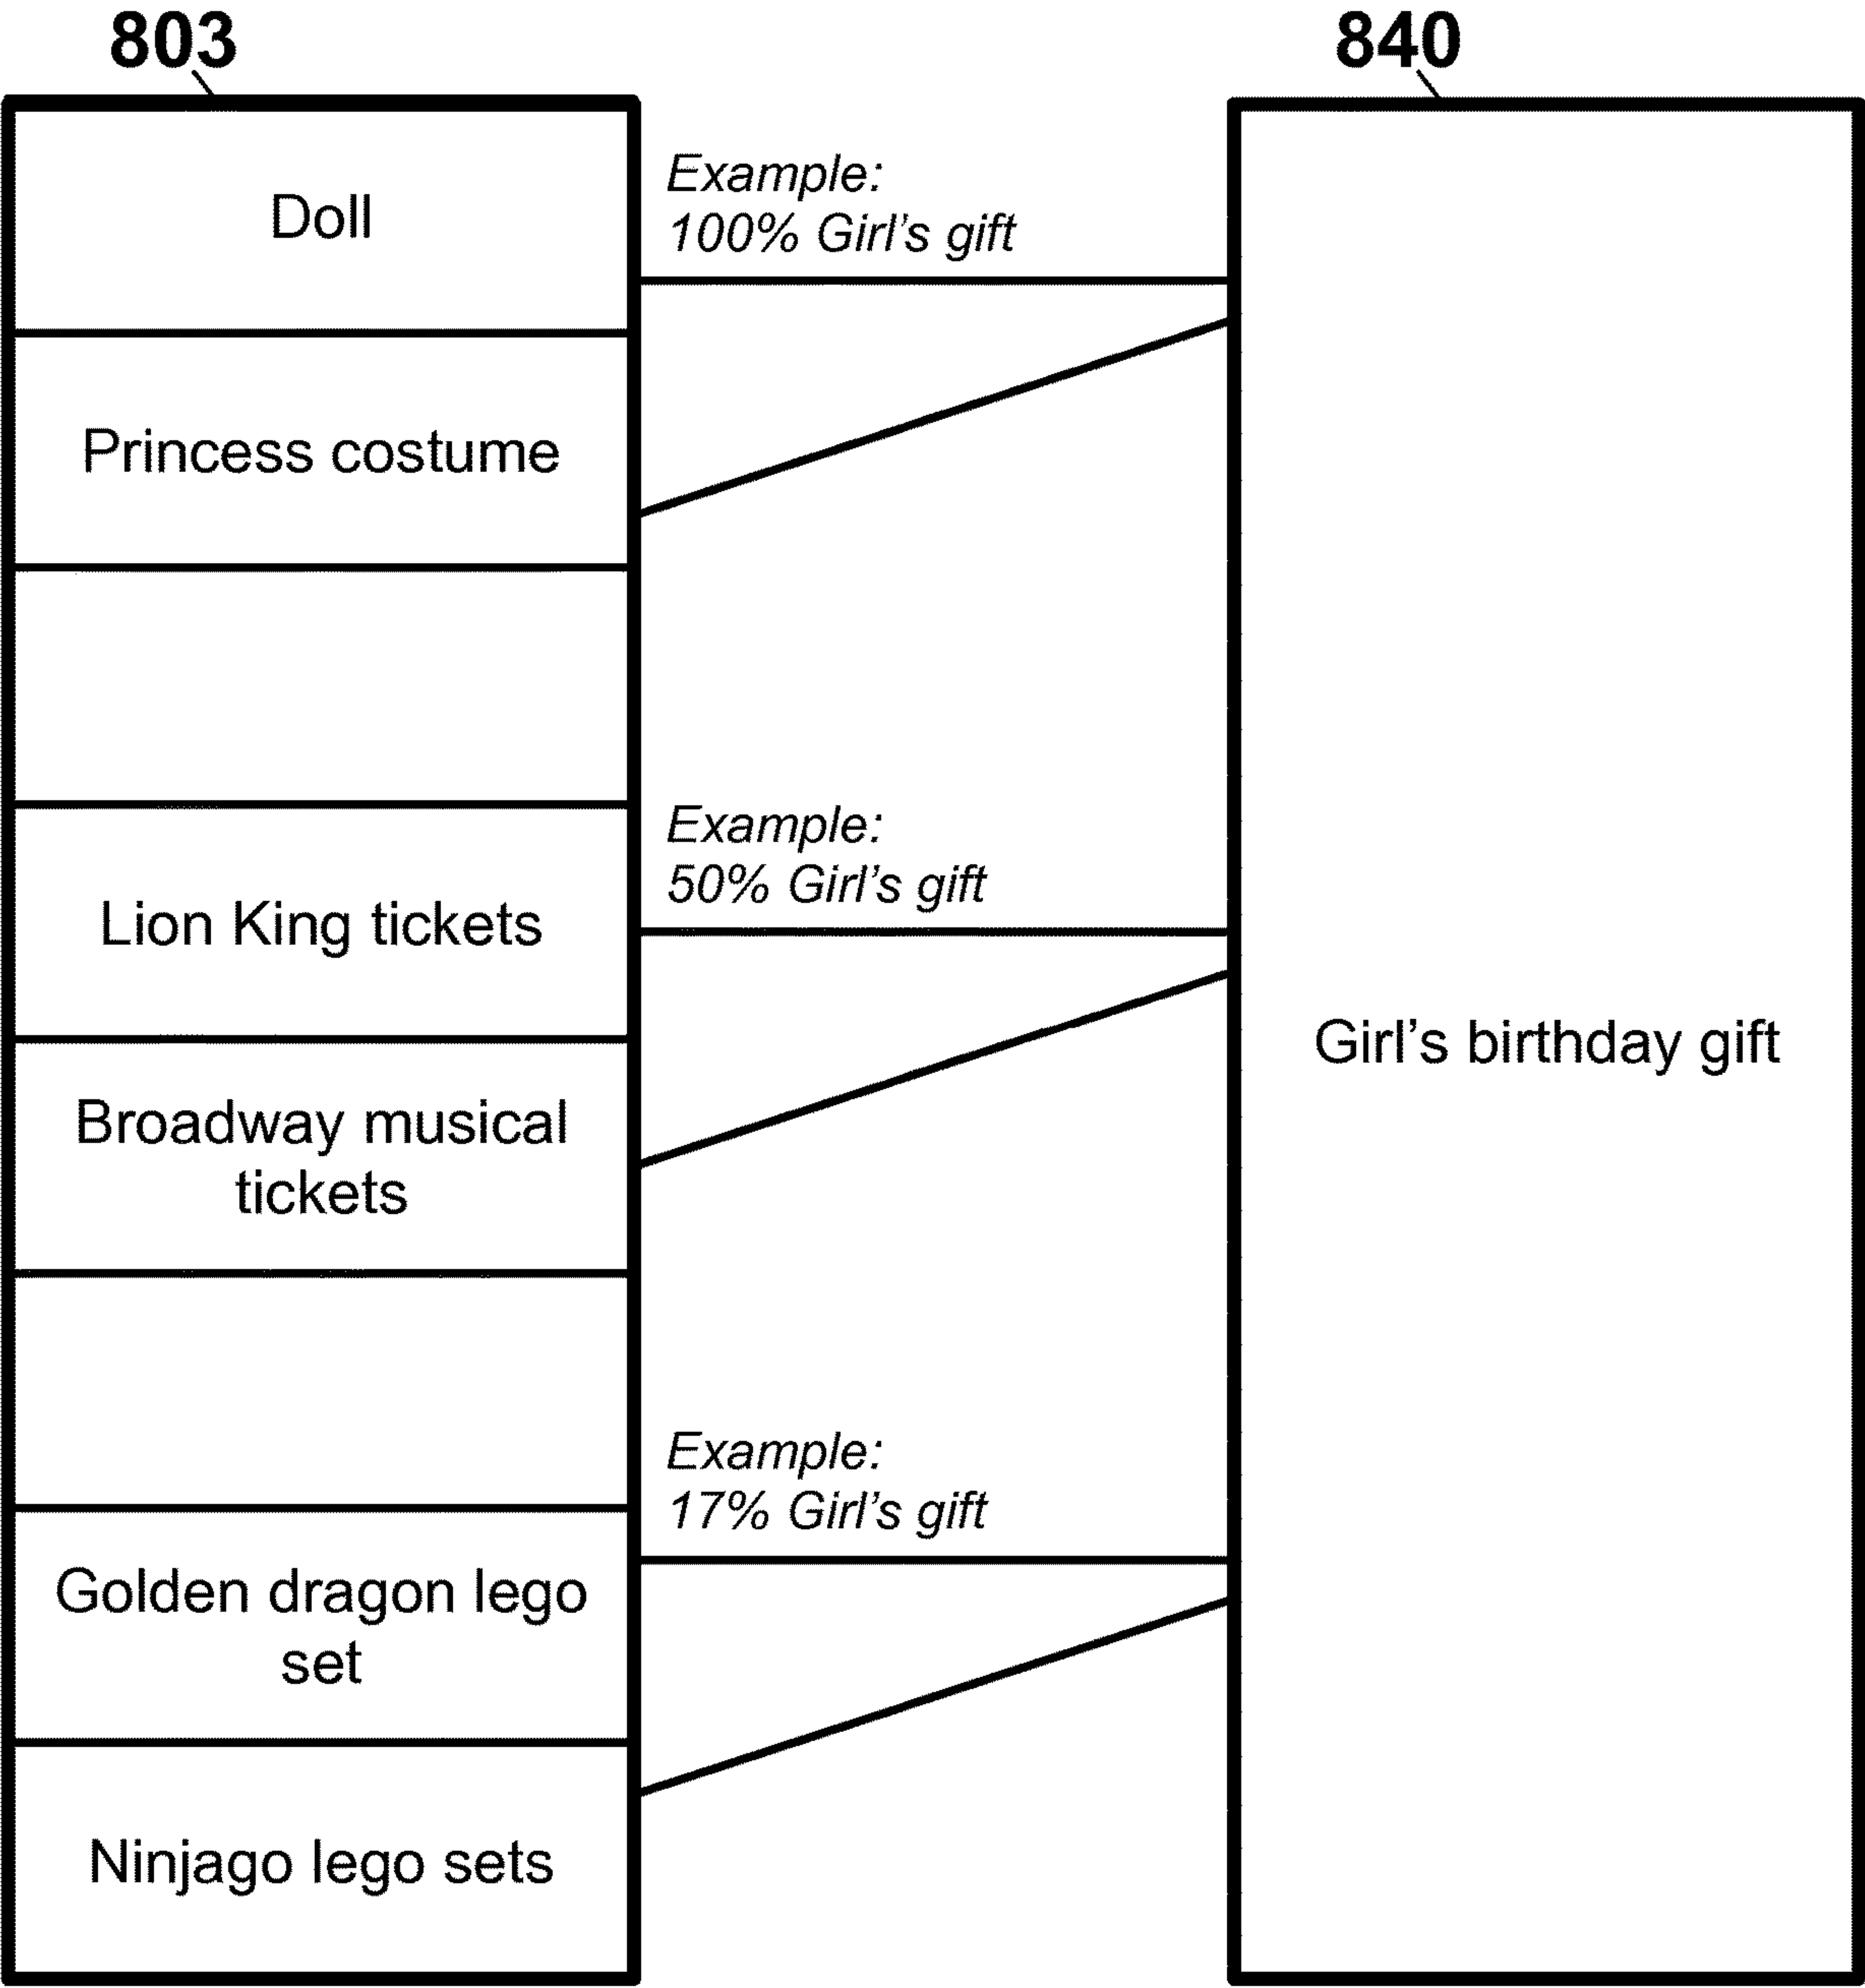 803
840
Doll
Example:
100% Girl's gift
Princess costume
Example:
50% Girl's gift
Lion King tickets
Girl's birthday gift
Broadway musical
tickets
Example:
17% Girl's gift
Golden dragon lego
set
Ninjago lego sets